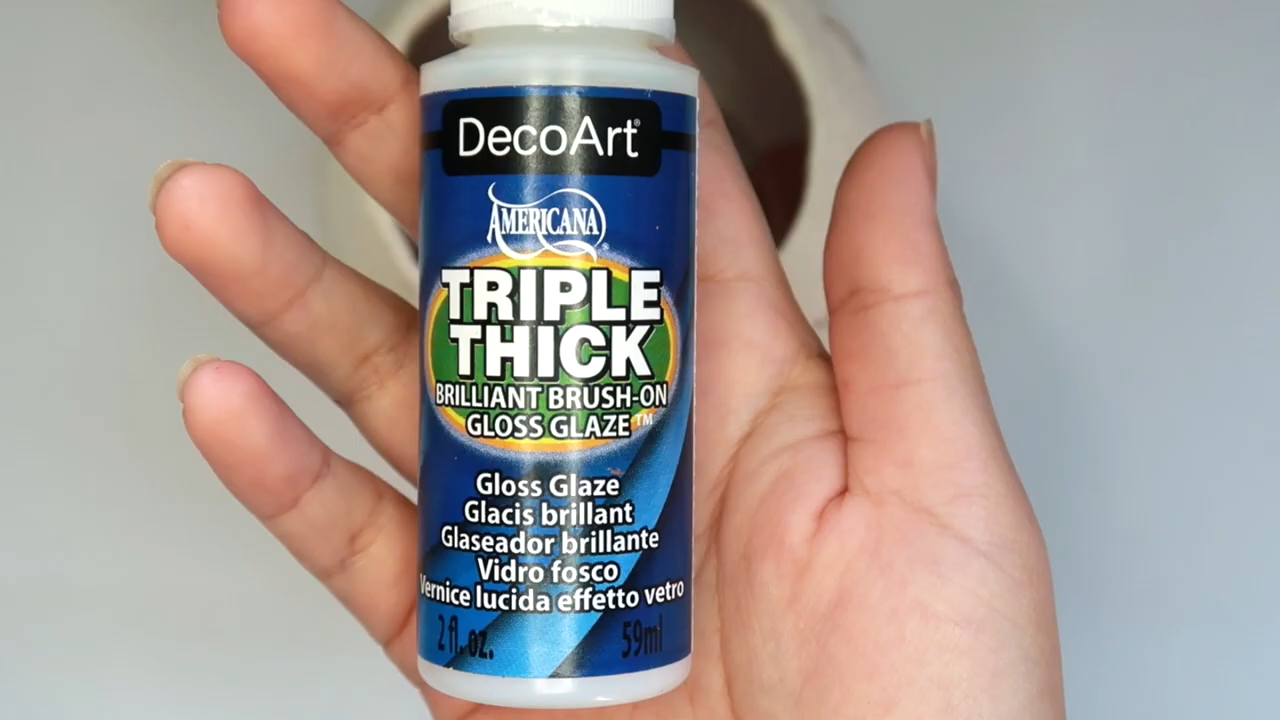 DecoArt®
AMERICANA®
TRIPLE
THICK
BRILLIANT BRUSH-ON
GLOSS GLAZE™
Gloss Glaze
Glacis brillant
Glaseador brillante
Vidro fosco
Vernice lucida effetto vetro
2 fl. oz. 59ml